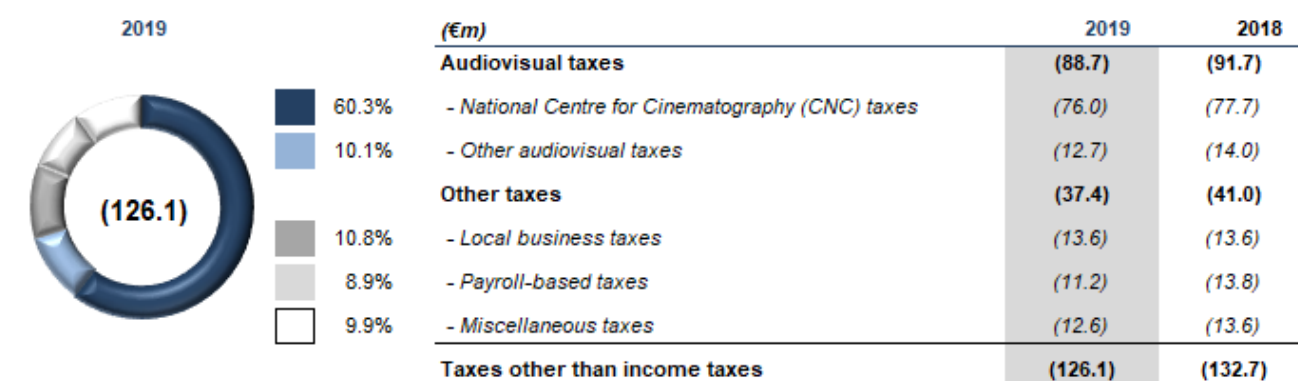 2019 (€m) 2019 2018
Audiovisual taxes (88.7) (91.7)
60.3% - National Centre for Cinematography (CNC) taxes (76.0) (77.7)
10.1% - Other audiovisual taxes (12.7) (14.0)
Other taxes (37.4) (41.0)
(126.1)
10.8% - Local business taxes (13.6) (13.6)
8.9% - Payroll-based taxes (11.2) (13.8)
9.9% - Miscellaneous taxes (12.6) (13.6)
Taxes other than income taxes (126.1) (132.7)